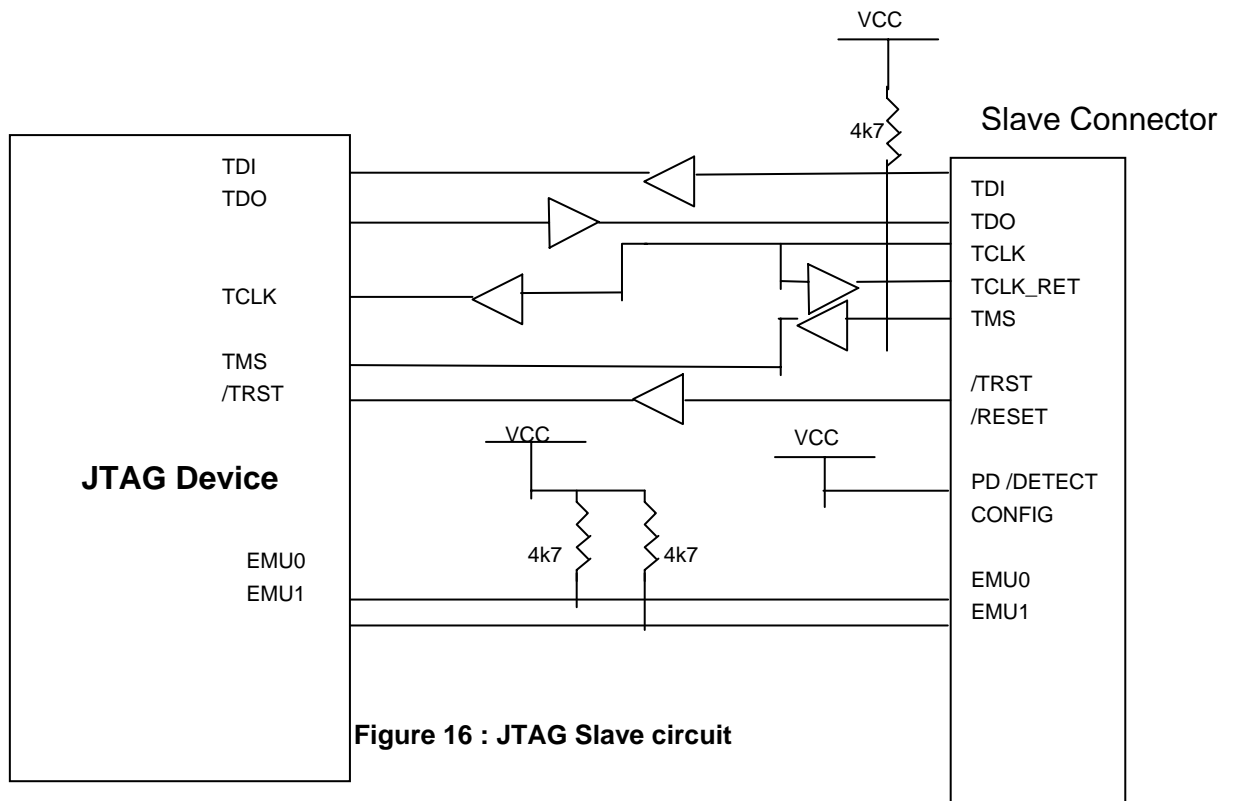 VCC
4k7
Slave Connector
TDI
TDO
TCLK
TMS
/TRST
JTAG Device
EMU0
EMU1
VCC
4k7
4k7
VCC
TDI
TDO
TCLK
TCLK_RET
TMS
/TRST
/RESET
PD /DETECT
CONFIG
EMU0
EMU1
Figure 16 : JTAG Slave circuit